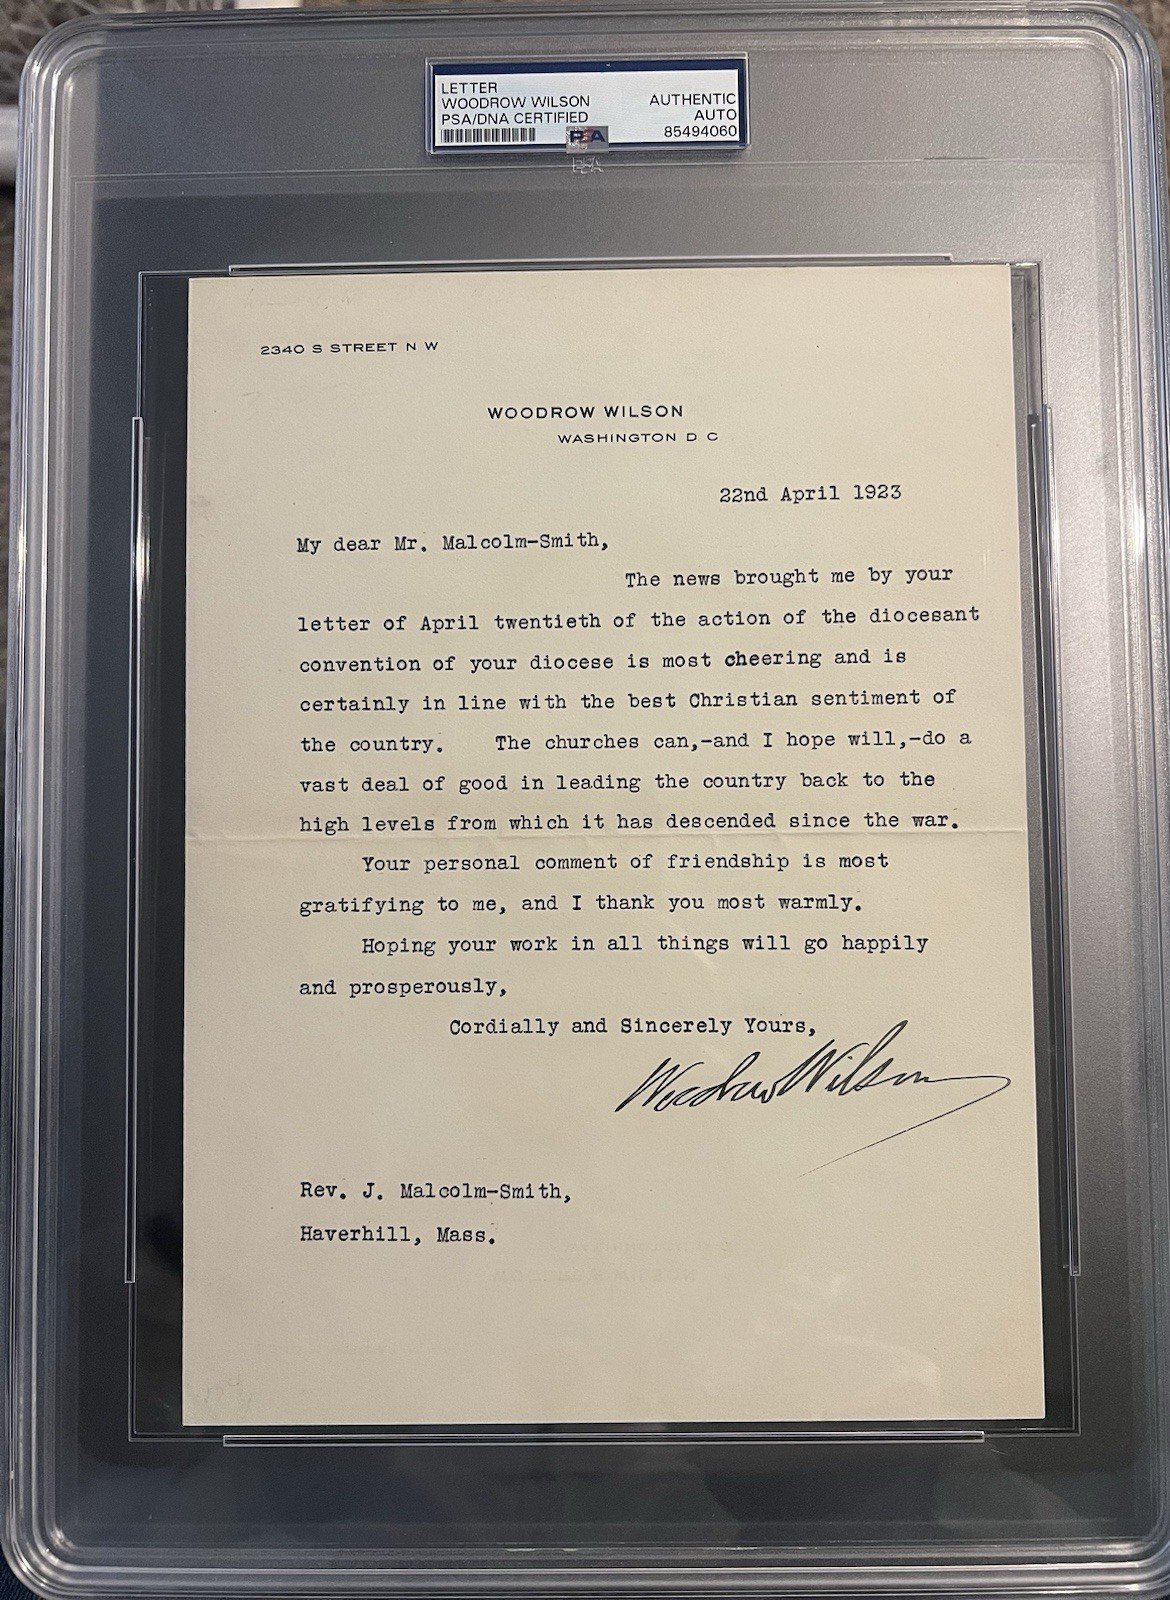 LETTER
WOODROW WILSON
PSA/DNA CERTIFIED
AUTHENTIC
AUTO
85494060
PSA
PSA
2340 S STREET N W
WOODROW WILSON
WASHINGTON D C
22nd April 1923
My dear Mr. Malcolm-Smith,
The news brought me by your
letter of April twentieth of the action of the diocesant
convention of your diocese is most cheering and is
certainly in line with the best Christian sentiment of
the country. The churches can,-and I hope will,-do a
vast deal of good in leading the country back to the
high levels from which it has descended since the war.
Your personal comment of friendship is most
gratifying to me, and I thank you most warmly.
Hoping your work in all things will go happily
and prosperously,
Cordially and Sincerely Yours,
Woodrow Wilson
Rev. J. Malcolm-Smith,
Haverhill, Mass.